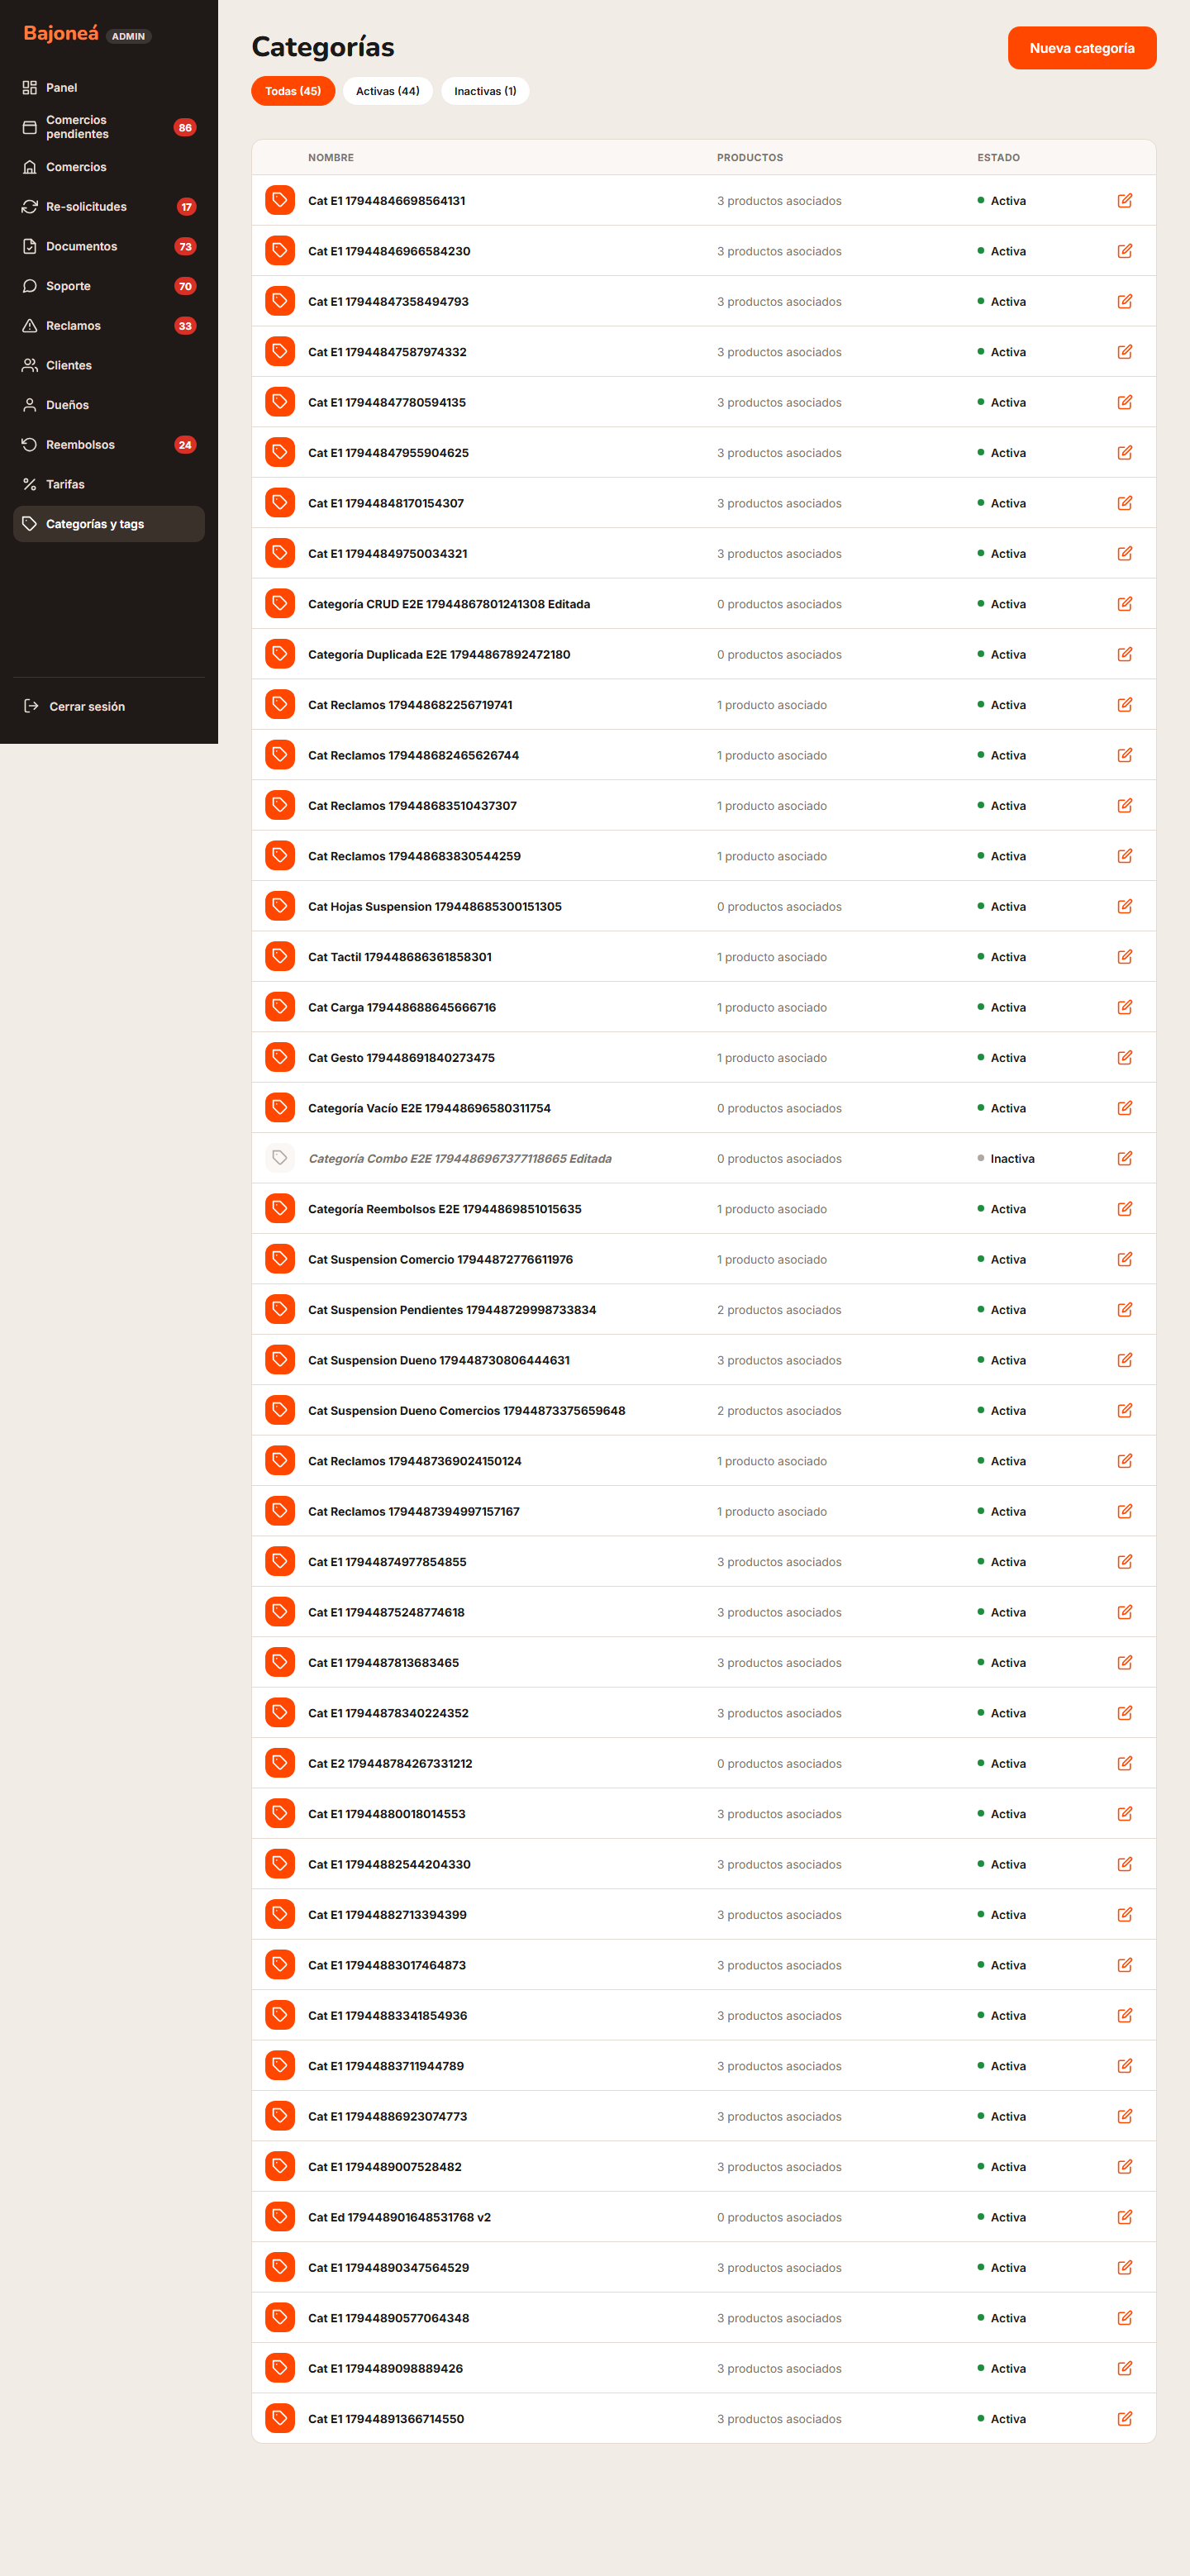 Bajoneá ADMIN
Panel
Comercios pendientes 86
Comercios
Re-solicitudes 17
Documentos 73
Soporte 70
Reclamos 33
Clientes
Dueños
Reembolsos 24
Tarifas
Categorías y tags
Cerrar sesión
Categorías
Nueva categoría
Todas (45) Activas (44) Inactivas (1)
NOMBRE PRODUCTOS ESTADO
Cat E1 17944846698564131 3 productos asociados Activa
Cat E1 17944846966584230 3 productos asociados Activa
Cat E1 17944847358494793 3 productos asociados Activa
Cat E1 17944847587974332 3 productos asociados Activa
Cat E1 17944847780594135 3 productos asociados Activa
Cat E1 17944847955904625 3 productos asociados Activa
Cat E1 17944848170154307 3 productos asociados Activa
Cat E1 17944849750034321 3 productos asociados Activa
Categoría CRUD E2E 17944867801241308 Editada 0 productos asociados Activa
Categoría Duplicada E2E 17944867892472180 0 productos asociados Activa
Cat Reclamos 179448682256719741 1 producto asociado Activa
Cat Reclamos 179448682465626744 1 producto asociado Activa
Cat Reclamos 179448683510437307 1 producto asociado Activa
Cat Reclamos 179448683830544259 1 producto asociado Activa
Cat Hojas Suspension 179448685300151305 0 productos asociados Activa
Cat Tactil 179448686361858301 1 producto asociado Activa
Cat Carga 179448688645666716 1 producto asociado Activa
Cat Gesto 179448691840273475 1 producto asociado Activa
Categoría Vacío E2E 179448696580311754 0 productos asociados Activa
Categoría Combo E2E 1794486967377118665 Editada 0 productos asociados Inactiva
Categoría Reembolsos E2E 17944869851015635 1 producto asociado Activa
Cat Suspension Comercio 17944872776611976 1 producto asociado Activa
Cat Suspension Pendientes 179448729998733834 2 productos asociados Activa
Cat Suspension Dueno 179448730806444631 3 productos asociados Activa
Cat Suspension Dueno Comercios 17944873375659648 2 productos asociados Activa
Cat Reclamos 1794487369024150124 1 producto asociado Activa
Cat Reclamos 1794487394997157167 1 producto asociado Activa
Cat E1 17944874977854855 3 productos asociados Activa
Cat E1 17944875248774618 3 productos asociados Activa
Cat E1 1794487813683465 3 productos asociados Activa
Cat E1 17944878340224352 3 productos asociados Activa
Cat E2 179448784267331212 0 productos asociados Activa
Cat E1 17944880018014553 3 productos asociados Activa
Cat E1 17944882544204330 3 productos asociados Activa
Cat E1 17944882713394399 3 productos asociados Activa
Cat E1 17944883017464873 3 productos asociados Activa
Cat E1 17944883341854936 3 productos asociados Activa
Cat E1 17944883711944789 3 productos asociados Activa
Cat E1 17944886923074773 3 productos asociados Activa
Cat E1 1794489007528482 3 productos asociados Activa
Cat Ed 179448901648531768 v2 0 productos asociados Activa
Cat E1 17944890347564529 3 productos asociados Activa
Cat E1 17944890577064348 3 productos asociados Activa
Cat E1 1794489098889426 3 productos asociados Activa
Cat E1 17944891366714550 3 productos asociados Activa